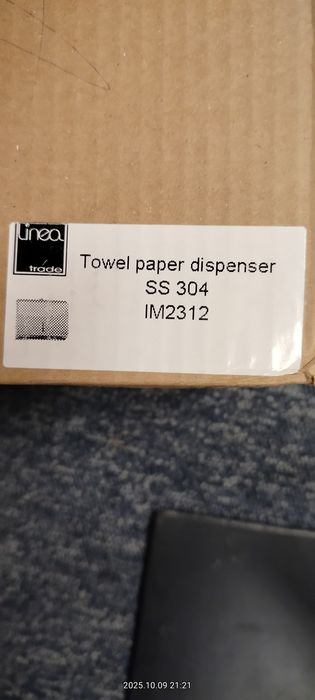 Linea
trade
Towel paper dispenser
SS 304
IM2312
2025.10.09 21:21